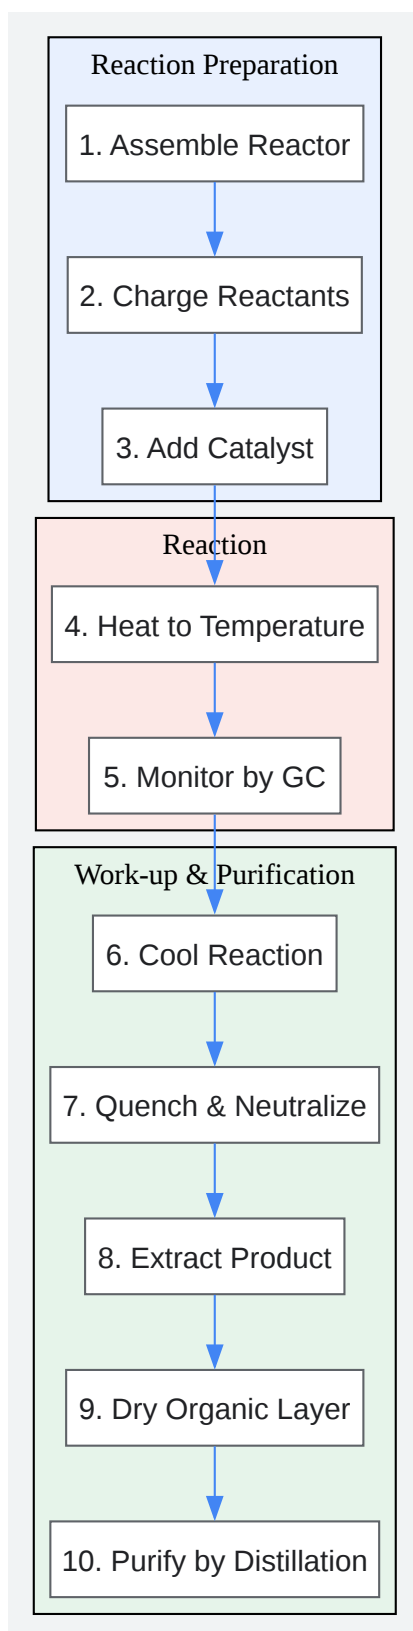 Reaction Preparation
1. Assemble Reactor
2. Charge Reactants
3. Add Catalyst
Reaction
4. Heat to Temperature
5. Monitor by GC
Work-up & Purification
6. Cool Reaction
7. Quench & Neutralize
8. Extract Product
9. Dry Organic Layer
10. Purify by Distillation